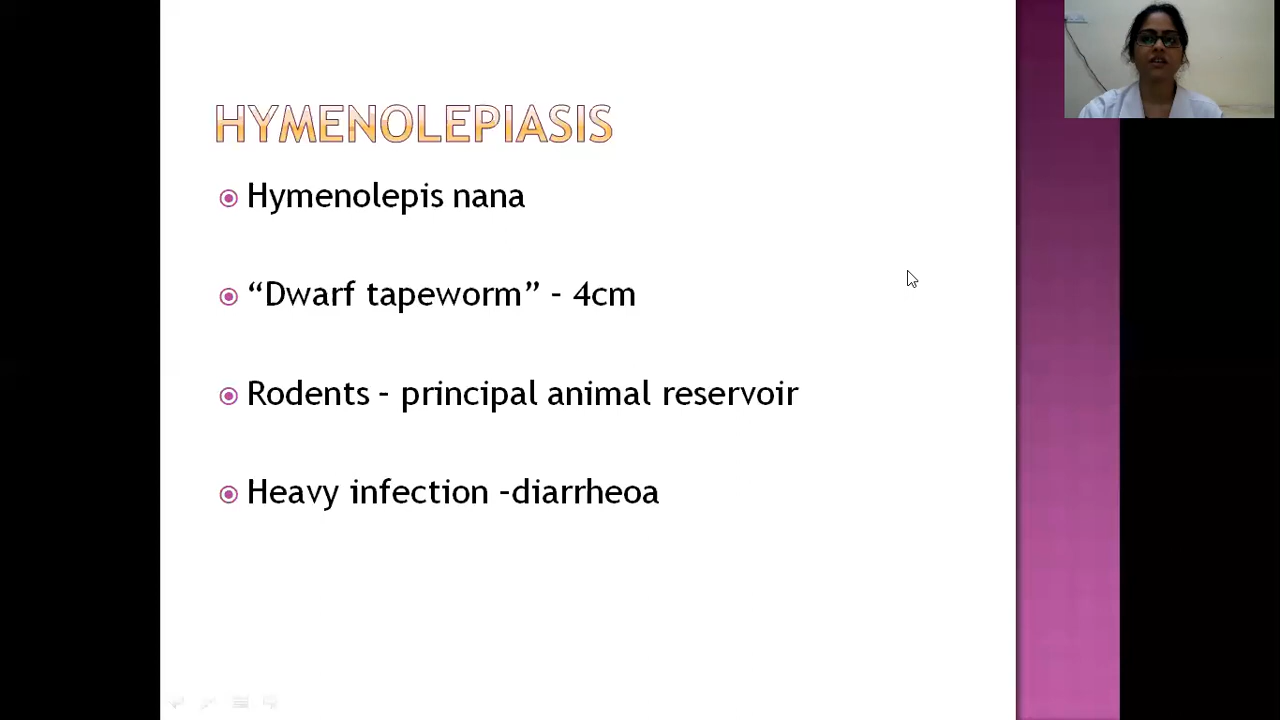 HYMENOLEPIASIS
Hymenolepis nana
“Dwarf tapeworm” - 4cm
Rodents - principal animal reservoir
Heavy infection -diarrheoa